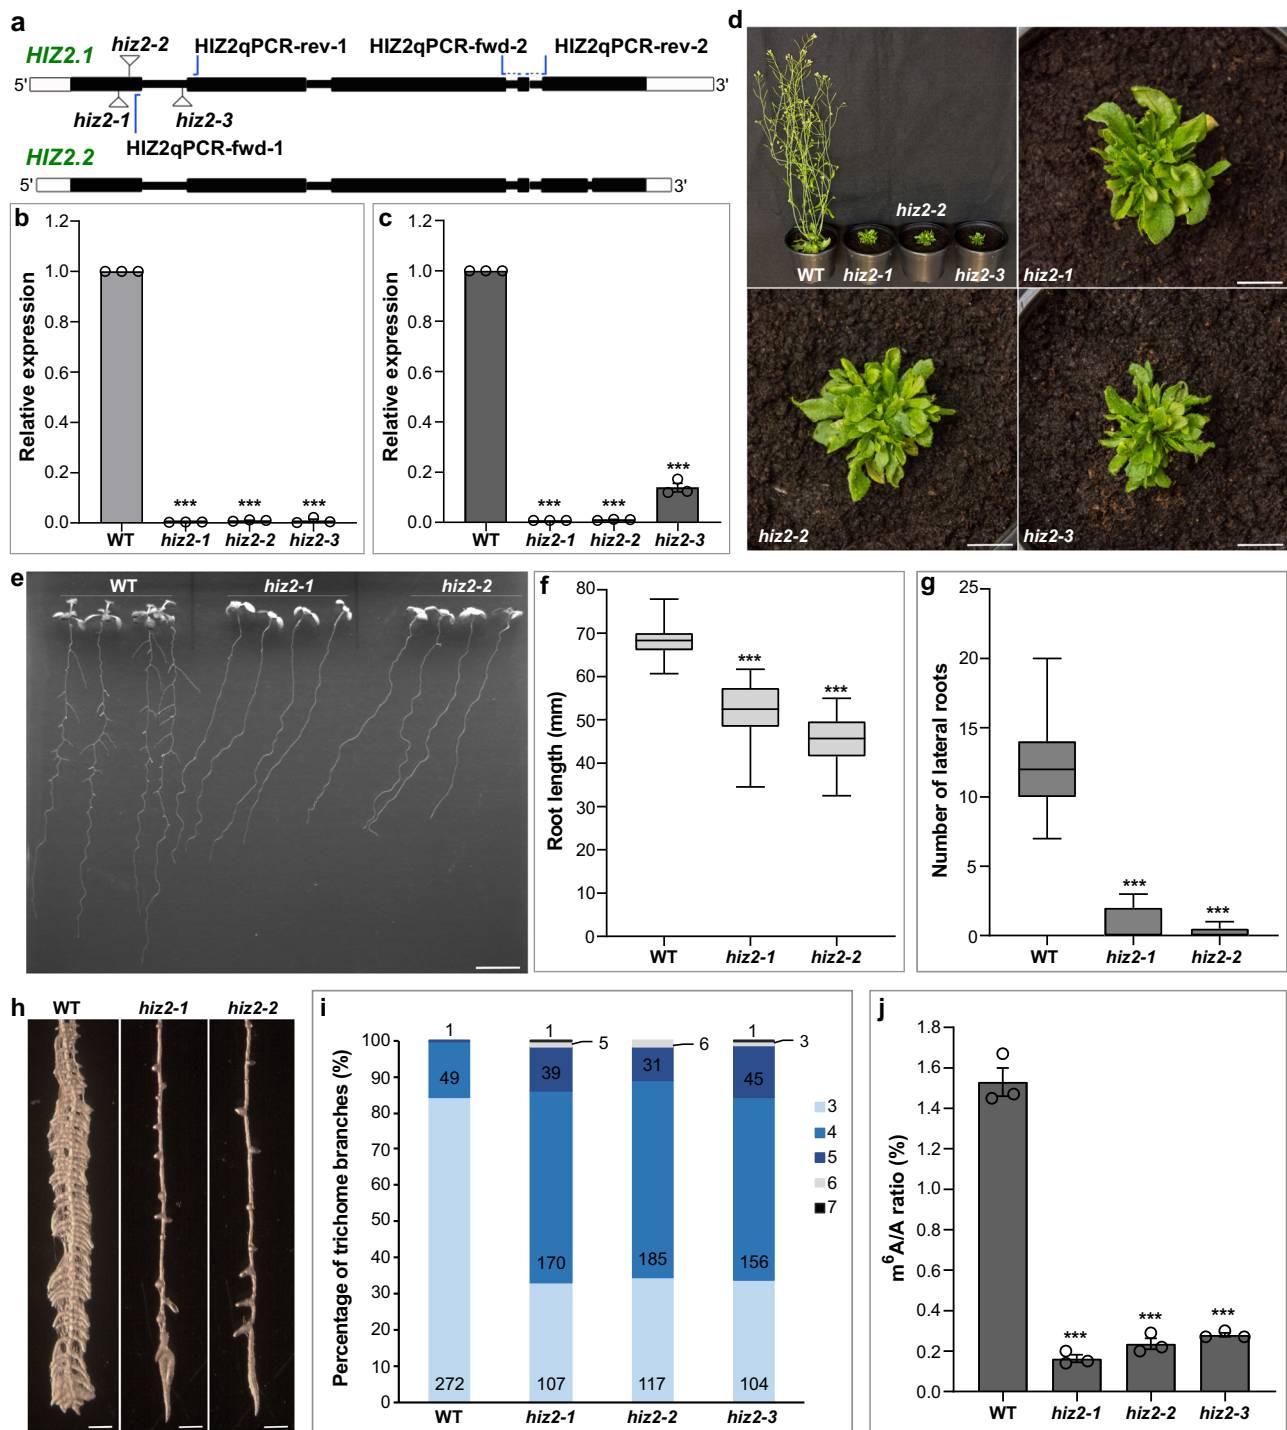 a
HIZ2.1
hiz2-2
HIZ2qPCR-rev-1
HIZ2qPCR-fwd-2
HIZ2qPCR-rev-2
5'
3'
hiz2-1
hiz2-3
HIZ2qPCR-fwd-1
HIZ2.2
5'
3'
b
Relative expression
1.2
1.0
0.8
0.6
0.4
0.2
0.0
***
***
***
WT
hiz2-1
hiz2-2
hiz2-3
c
Relative expression
1.2
1.0
0.8
0.6
0.4
0.2
0.0
***
***
***
WT
hiz2-1
hiz2-2
hiz2-3
d
hiz2-2
WT
hiz2-1
hiz2-3
hiz2-1
hiz2-2
hiz2-3
e
WT
hiz2-1
hiz2-2
f
Root length (mm)
80
70
60
50
40
30
20
10
0
***
***
WT
hiz2-1
hiz2-2
g
Number of lateral roots
25
20
15
10
5
0
***
***
WT
hiz2-1
hiz2-2
h
WT
hiz2-1
hiz2-2
i
Percentage of trichome branches (%)
100
90
80
70
60
50
40
30
20
10
0
1
49
272
1
5
39
170
107
6
31
185
117
1
3
45
156
104
WT
hiz2-1
hiz2-2
hiz2-3
3
4
5
6
7
j
m⁶A/A ratio (%)
1.8
1.6
1.4
1.2
1.0
0.8
0.6
0.4
0.2
0.0
***
***
***
WT
hiz2-1
hiz2-2
hiz2-3